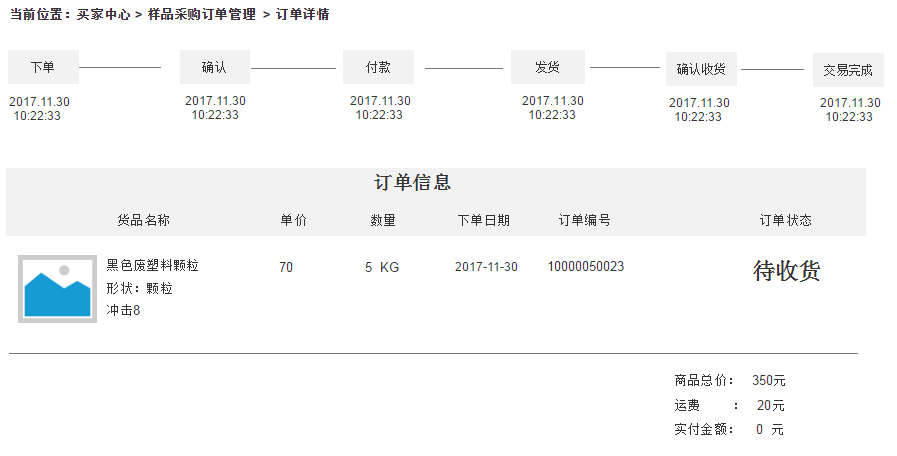 当前位置：买家中心 > 样品采购订单管理 > 订单详情
下单 确认 付款 发货 确认收货 交易完成
2017.11.30 2017.11.30 2017.11.30 2017.11.30 2017.11.30 2017.11.30
10:22:33 10:22:33 10:22:33 10:22:33 10:22:33 10:22:33
订单信息
货品名称 单价 数量 下单日期 订单编号 订单状态
黑色废塑料颗粒 70 5 KG 2017-11-30 10000050023 待收货
形状：颗粒
冲击8
商品总价： 350元
运费 ： 20元
实付金额： 0 元